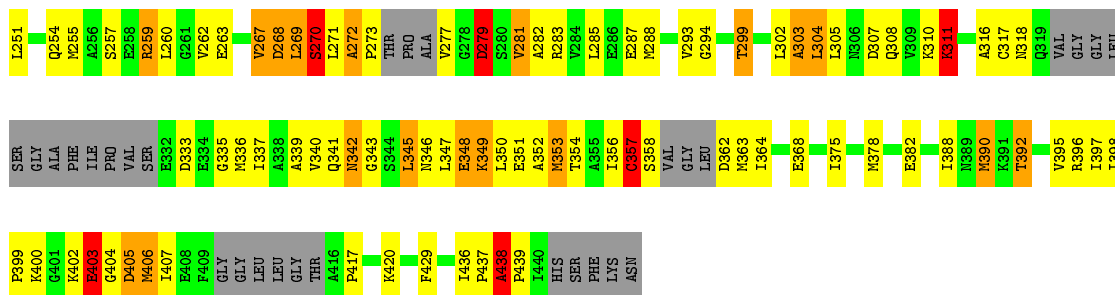 L251 Q254 M255 A256 S257 E258 R259 L260 G261 V262 E263 V267 D268 L269 S270 L271 A272 P273 THR PRO ALA V277 G278 D279 S280 V281 A282 R283 V284 L285 E286 E287 M288 V293 G294 T299 L302 A303 L304 L305 N306 D307 Q308 V309 K310 K311 A316 C317 N318 Q319 VAL GLY GLY LEU
SER GLY ALA PHE ILE PRO VAL SER E332 D333 E334 G335 M336 I337 A338 A339 V340 Q341 N342 G343 S344 L345 N346 L347 E348 K349 L350 E351 A352 M353 T354 A355 I356 C357 S358 VAL GLY LEU D362 M363 I364 E368 I375 M378 E382 I388 N389 M390 K391 T392 V395 R396 I397
P399 K400 G401 K402 E403 G404 D405 M406 I407 E408 F409 GLY GLY LEU LEU GLY THR A416 P417 K420 F429 I436 P437 A438 P439 I440 HIS SER PHE LYS ASN